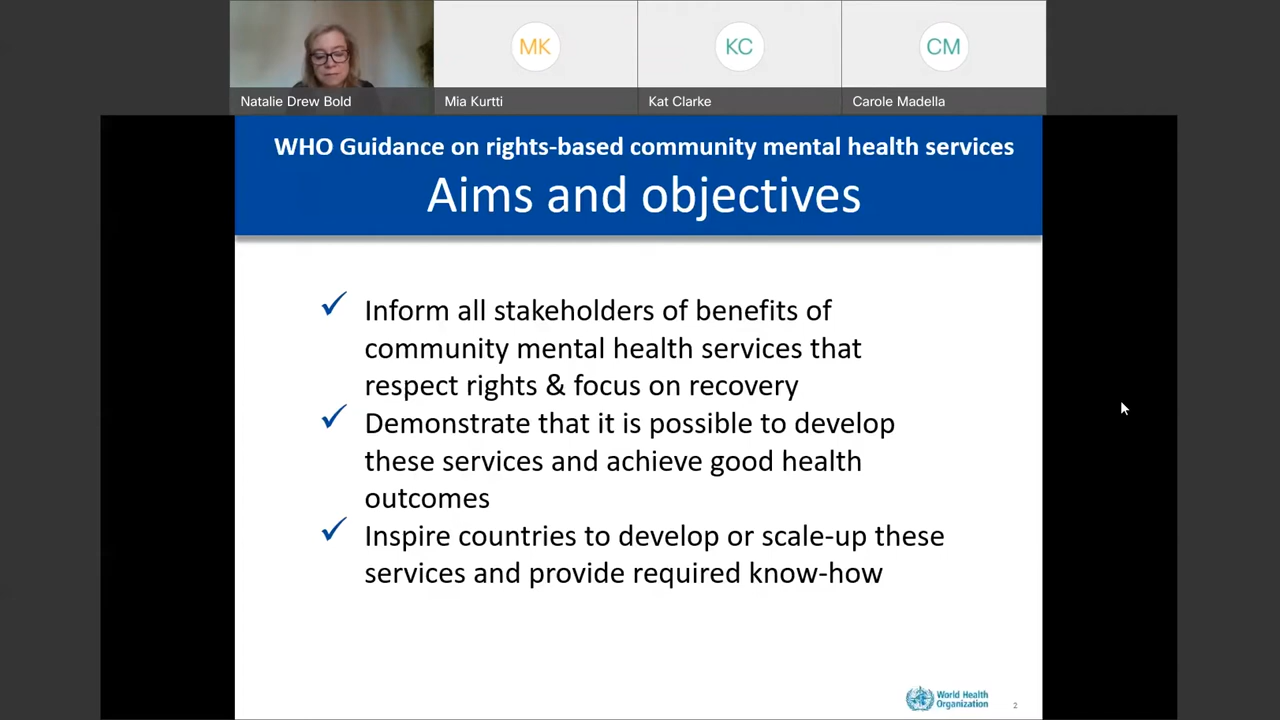 MK
KC
CM
Natalie Drew Bold
Mia Kurtti
Kat Clarke
Carole Madella
WHO Guidance on rights-based community mental health services
Aims and objectives
✓ Inform all stakeholders of benefits of
community mental health services that
respect rights & focus on recovery
✓ Demonstrate that it is possible to develop
these services and achieve good health
outcomes
✓ Inspire countries to develop or scale-up these
services and provide required know-how
World Health
Organization
2